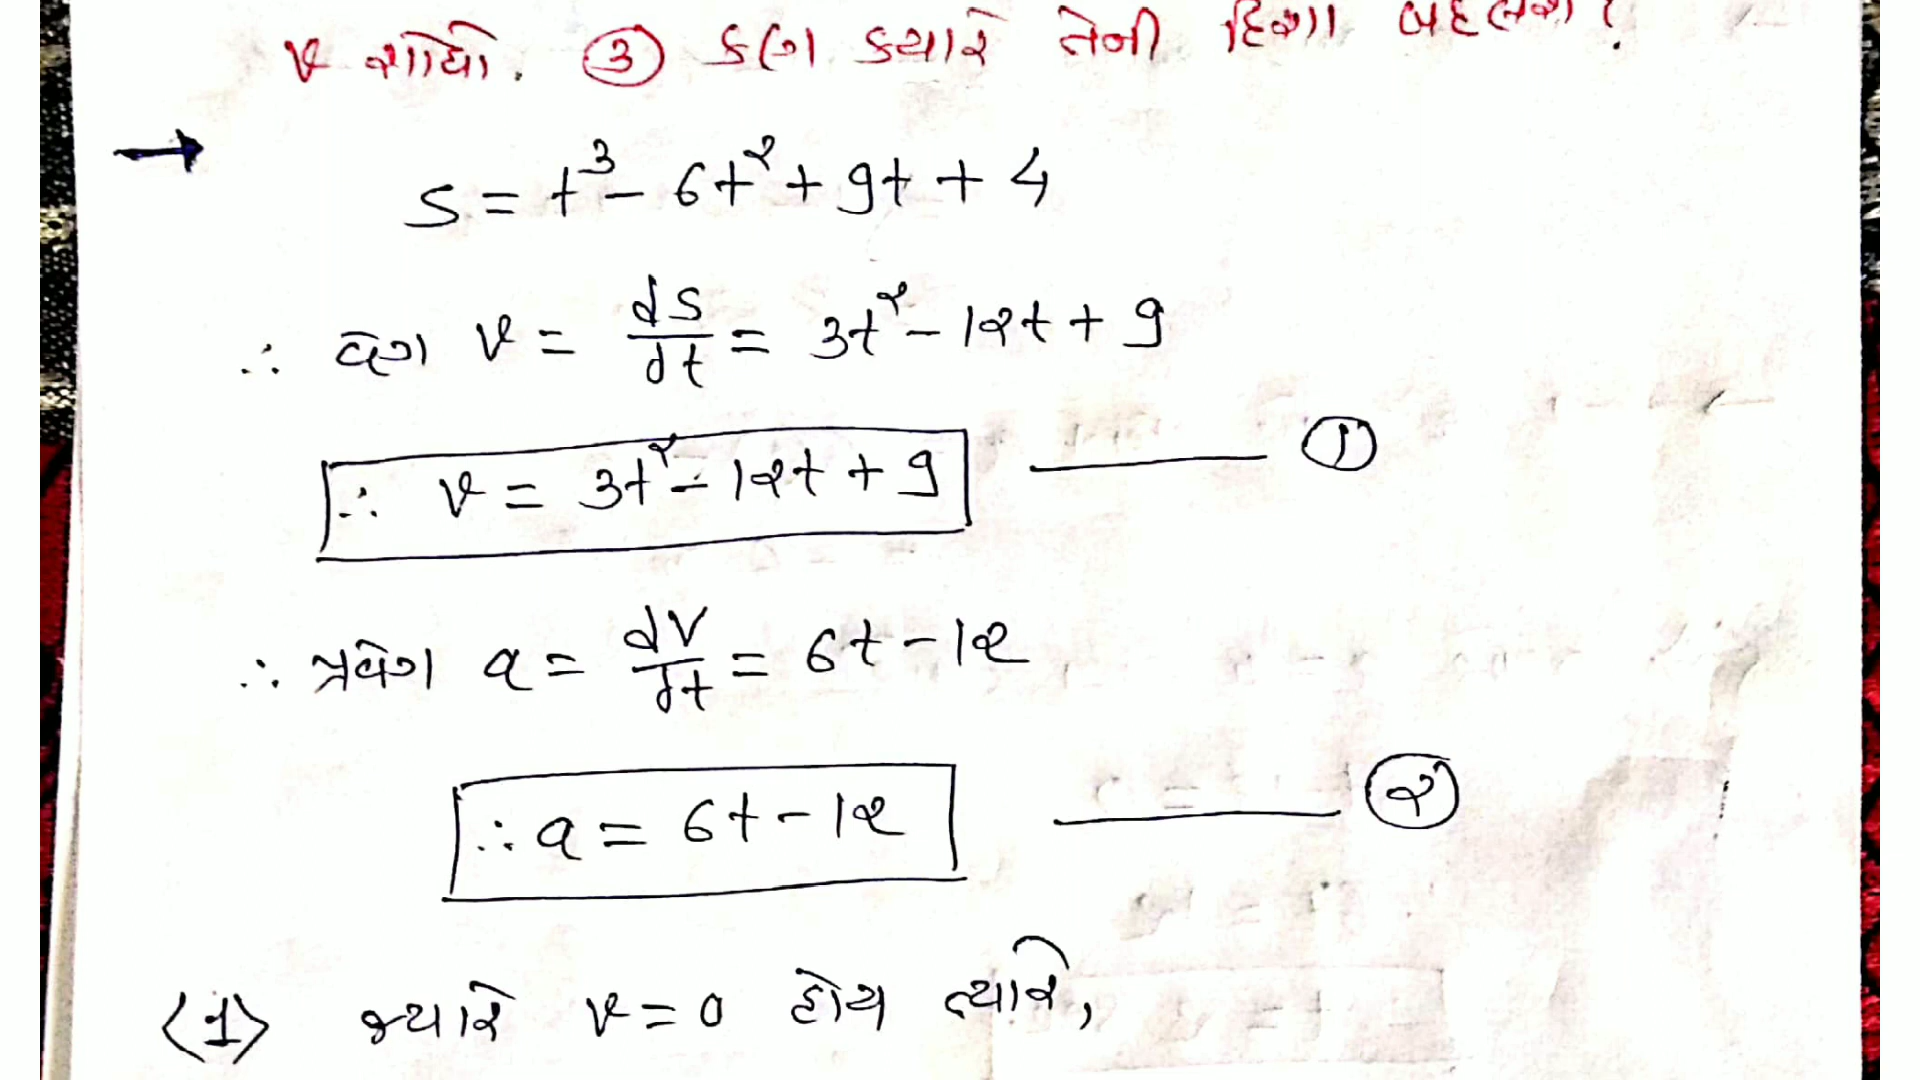 v શોધો. ③ કણ ક્યારે તેની દિશા બદલશે?
→ s = t³ - 6t² + 9t + 4
∴ વેગ v = ds/dt = 3t² - 12t + 9
∴ v = 3t² - 12t + 9 ——— ①
∴ પ્રવેગ a = dv/dt = 6t - 12
∴ a = 6t - 12 ——— ②
<1> જ્યારે v = 0 હોય ત્યારે,